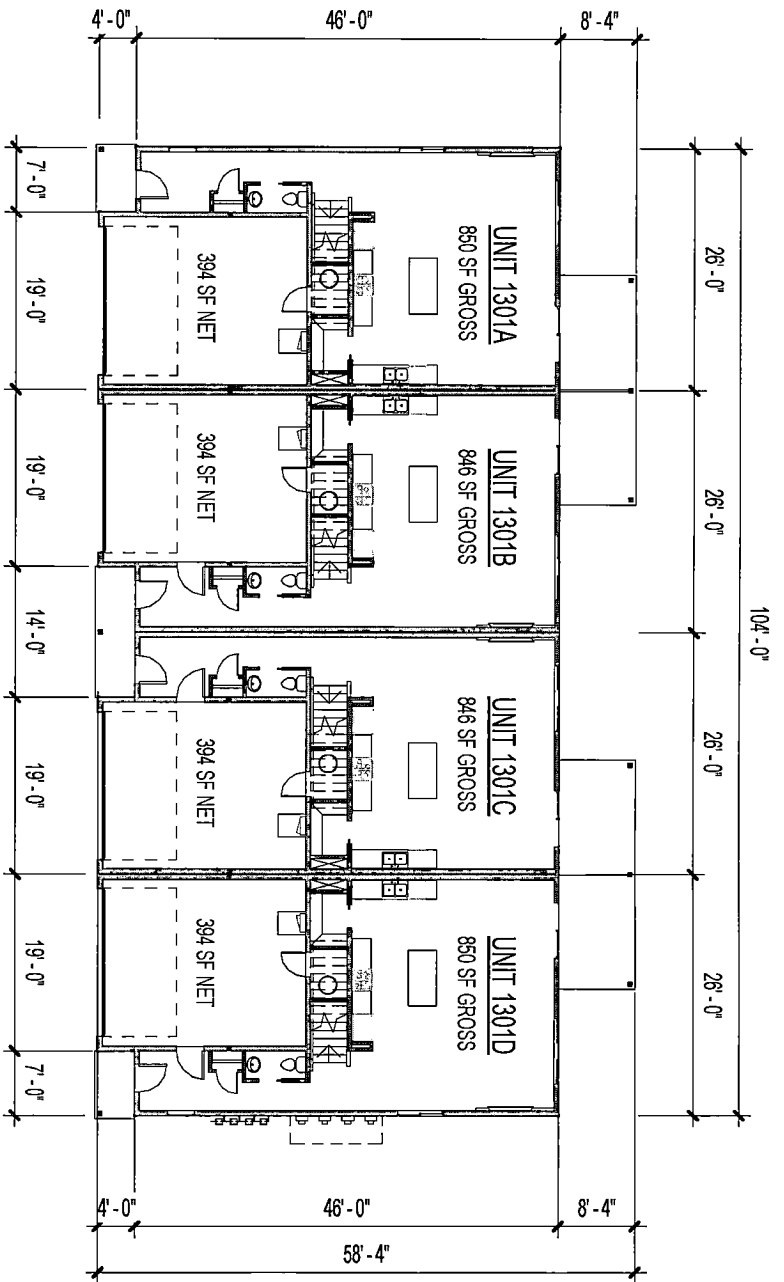 4'-0"
46'-0"
8'-4"
7'-0"
19'-0"
19'-0"
14'-0"
19'-0"
19'-0"
7'-0"
394 SF NET
394 SF NET
394 SF NET
394 SF NET
UNIT 1301A
850 SF GROSS
UNIT 1301B
846 SF GROSS
UNIT 1301C
846 SF GROSS
UNIT 1301D
850 SF GROSS
26'-0"
26'-0"
26'-0"
26'-0"
104'-0"
4'-0"
46'-0"
8'-4"
58'-4"